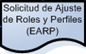 Solicitud de Ajuste
de Roles y Perfiles
(EARP)